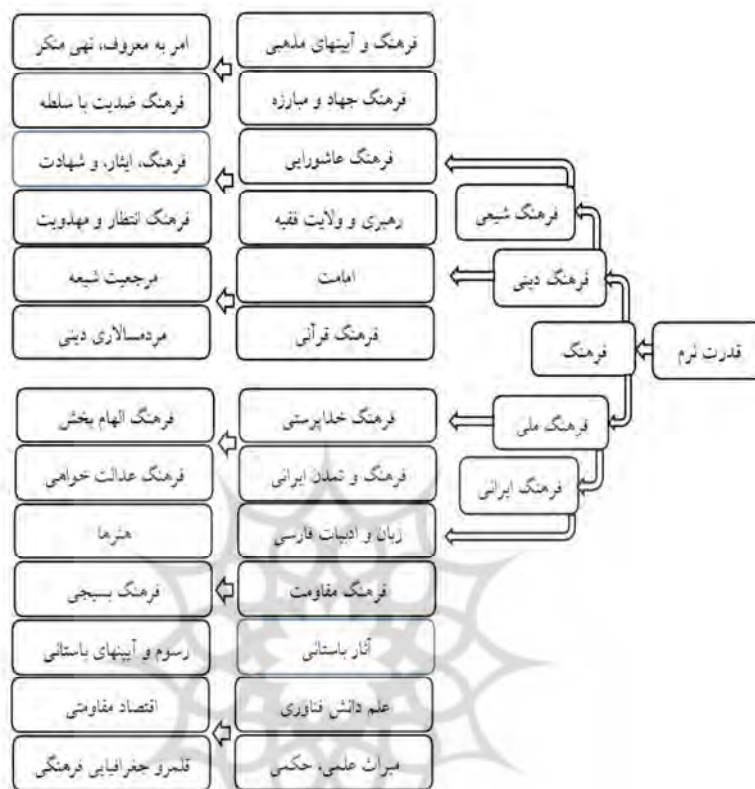 قدرت نرم
فرهنگ
فرهنگ دینی
فرهنگ شیعی
فرهنگ ملی
فرهنگ ایرانی
فرهنگ و آیینهای مذهبی
امر به معروف، نهی منکر
فرهنگ جهاد و مبارزه
فرهنگ ضدیت با سلطه
فرهنگ عاشورایی
فرهنگ، ایثار، و شهادت
رهبری و ولایت فقیه
فرهنگ انتظار و مهدویت
امامت
مرجعیت شیعه
فرهنگ قرآنی
مردمسالاری دینی
فرهنگ خداپرستی
فرهنگ الهام بخش
فرهنگ و تمدن ایرانی
فرهنگ عدالت خواهی
زبان و ادبیات فارسی
هنرها
فرهنگ مقاومت
فرهنگ بسیجی
آثار باستانی
رسوم و آیینهای باستانی
علم دانش فناوری
اقتصاد مقاومتی
میراث علمی، حکمی
قلمرو جغرافیایی فرهنگی